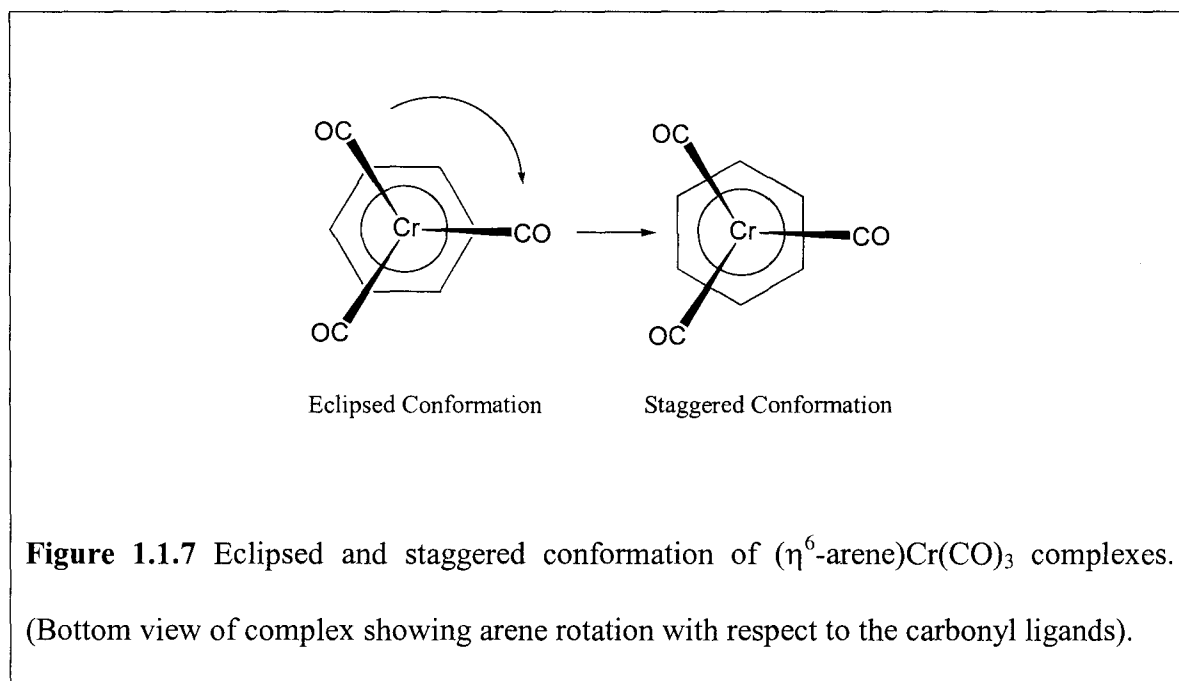 OC
OC
Cr
CO
Cr
CO
OC
OC
Eclipsed Conformation
Staggered Conformation
Figure 1.1.7 Eclipsed and staggered conformation of (η⁶-arene)Cr(CO)₃ complexes.
(Bottom view of complex showing arene rotation with respect to the carbonyl ligands).